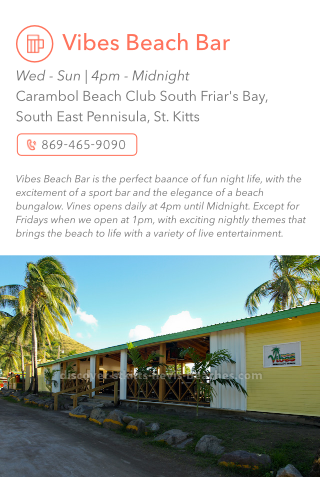 Vibes Beach Bar
Wed - Sun | 4pm - Midnight
Carambol Beach Club South Friar's Bay,
South East Pennisula, St. Kitts
869-465-9090
Vibes Beach Bar is the perfect baance of fun night life, with the
excitement of a sport bar and the elegance of a beach
bungalow. Vines opens daily at 4pm until Midnight. Except for
Fridays when we open at 1pm, with exciting nightly themes that
brings the beach to life with a variety of live entertainment.
VIBES